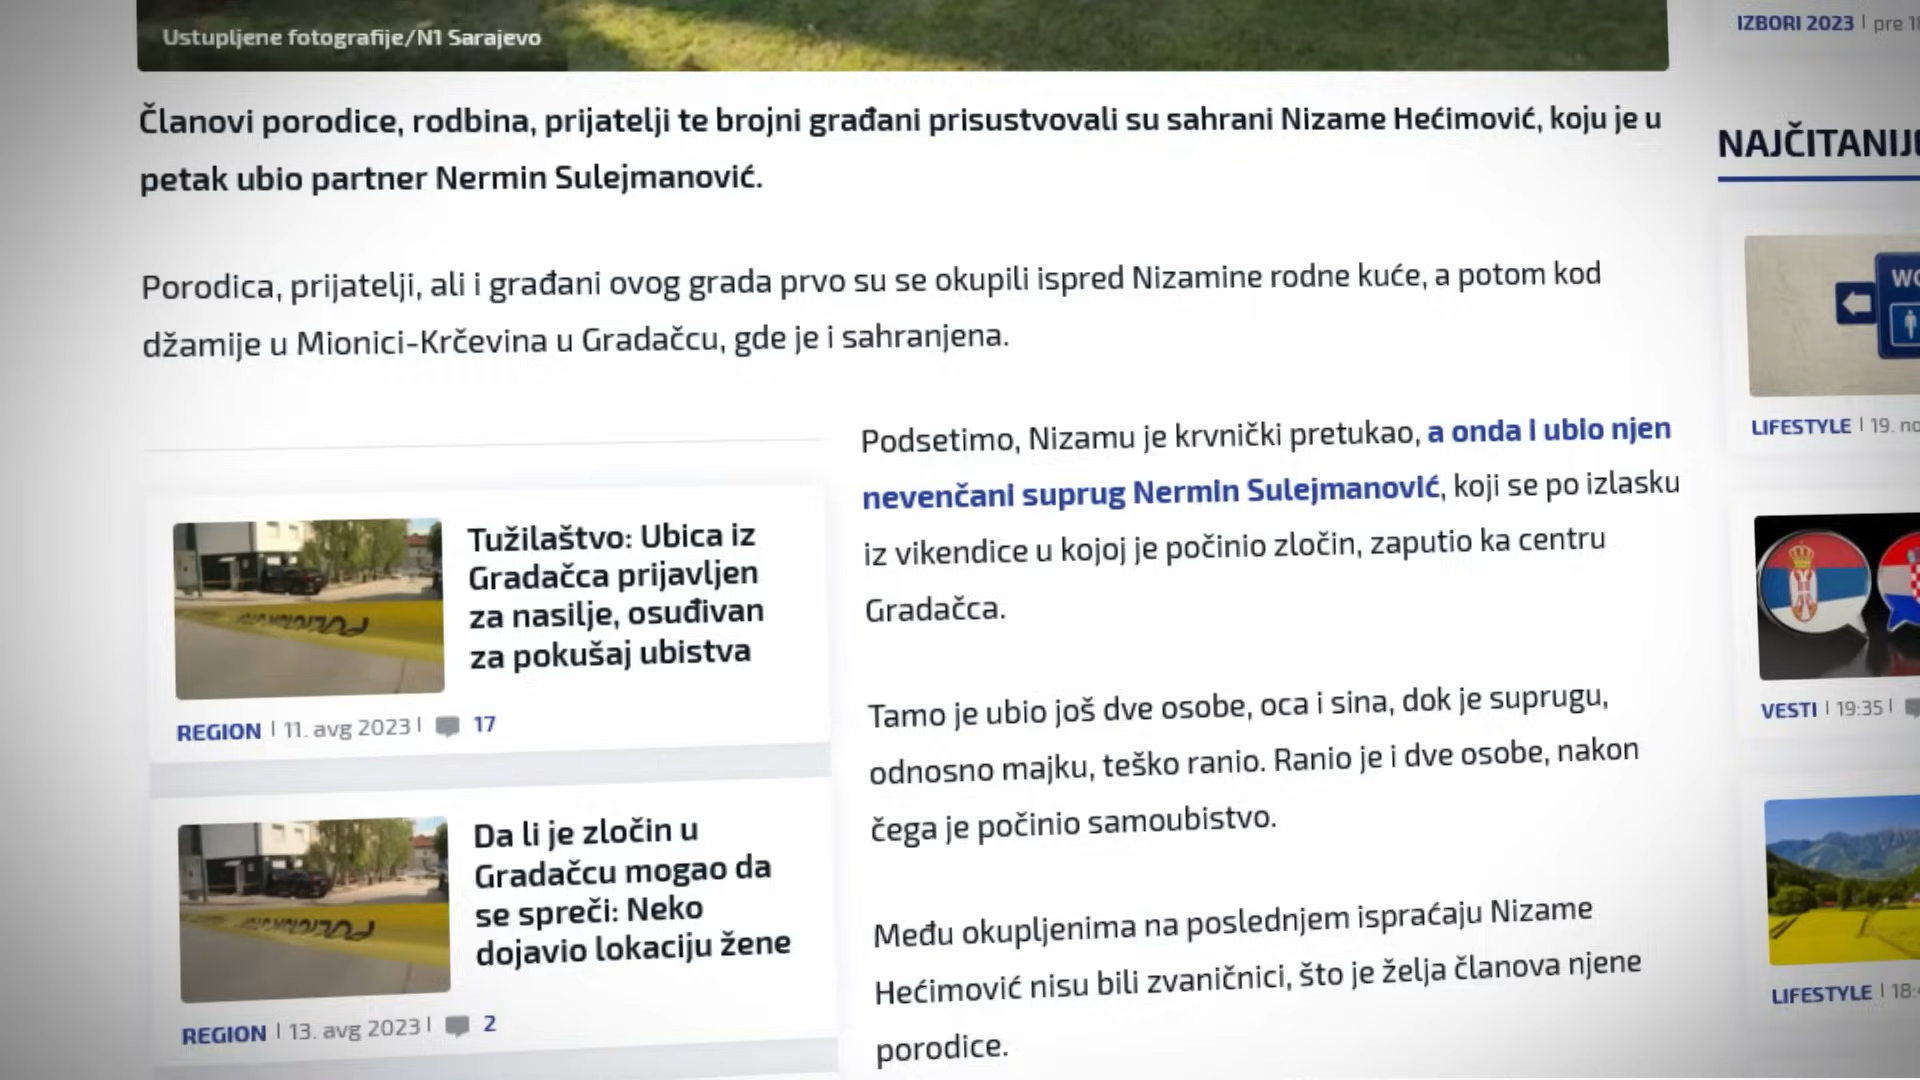 Ustupljene fotografije/N1 Sarajevo
Članovi porodice, rodbina, prijatelji te brojni građani prisustvovali su sahrani Nizame Hećimović, koju je u
petak ubio partner Nermin Sulejmanović.
Porodica, prijatelji, ali i građani ovog grada prvo su se okupili ispred Nizamine rodne kuće, a potom kod
džamije u Mionici-Krčevina u Gradačcu, gde je i sahranjena.
Tužilaštvo: Ubica iz
Gradačca prijavljen
za nasilje, osuđivan
za pokušaj ubistva
REGION | 11. avg 2023 | 17
Da li je zločin u
Gradačcu mogao da
se spreči: Neko
dojavio lokaciju žene
REGION | 13. avg 2023 | 2
Podsetimo, Nizamu je krvnički pretukao, a onda i ubio njen
nevenčani suprug Nermin Sulejmanović, koji se po izlasku
iz vikendice u kojoj je počinio zločin, zaputio ka centru
Gradačca.
Tamo je ubio još dve osobe, oca i sina, dok je suprugu,
odnosno majku, teško ranio. Ranio je i dve osobe, nakon
čega je počinio samoubistvo.
Među okupljenima na poslednjem ispraćaju Nizame
Hećimović nisu bili zvaničnici, što je želja članova njene
porodice.
IZBORI 2023 | pre
NAJČITANIJ
WO
LIFESTYLE | 19.
VESTI | 19:35 |
LIFESTYLE | 18: